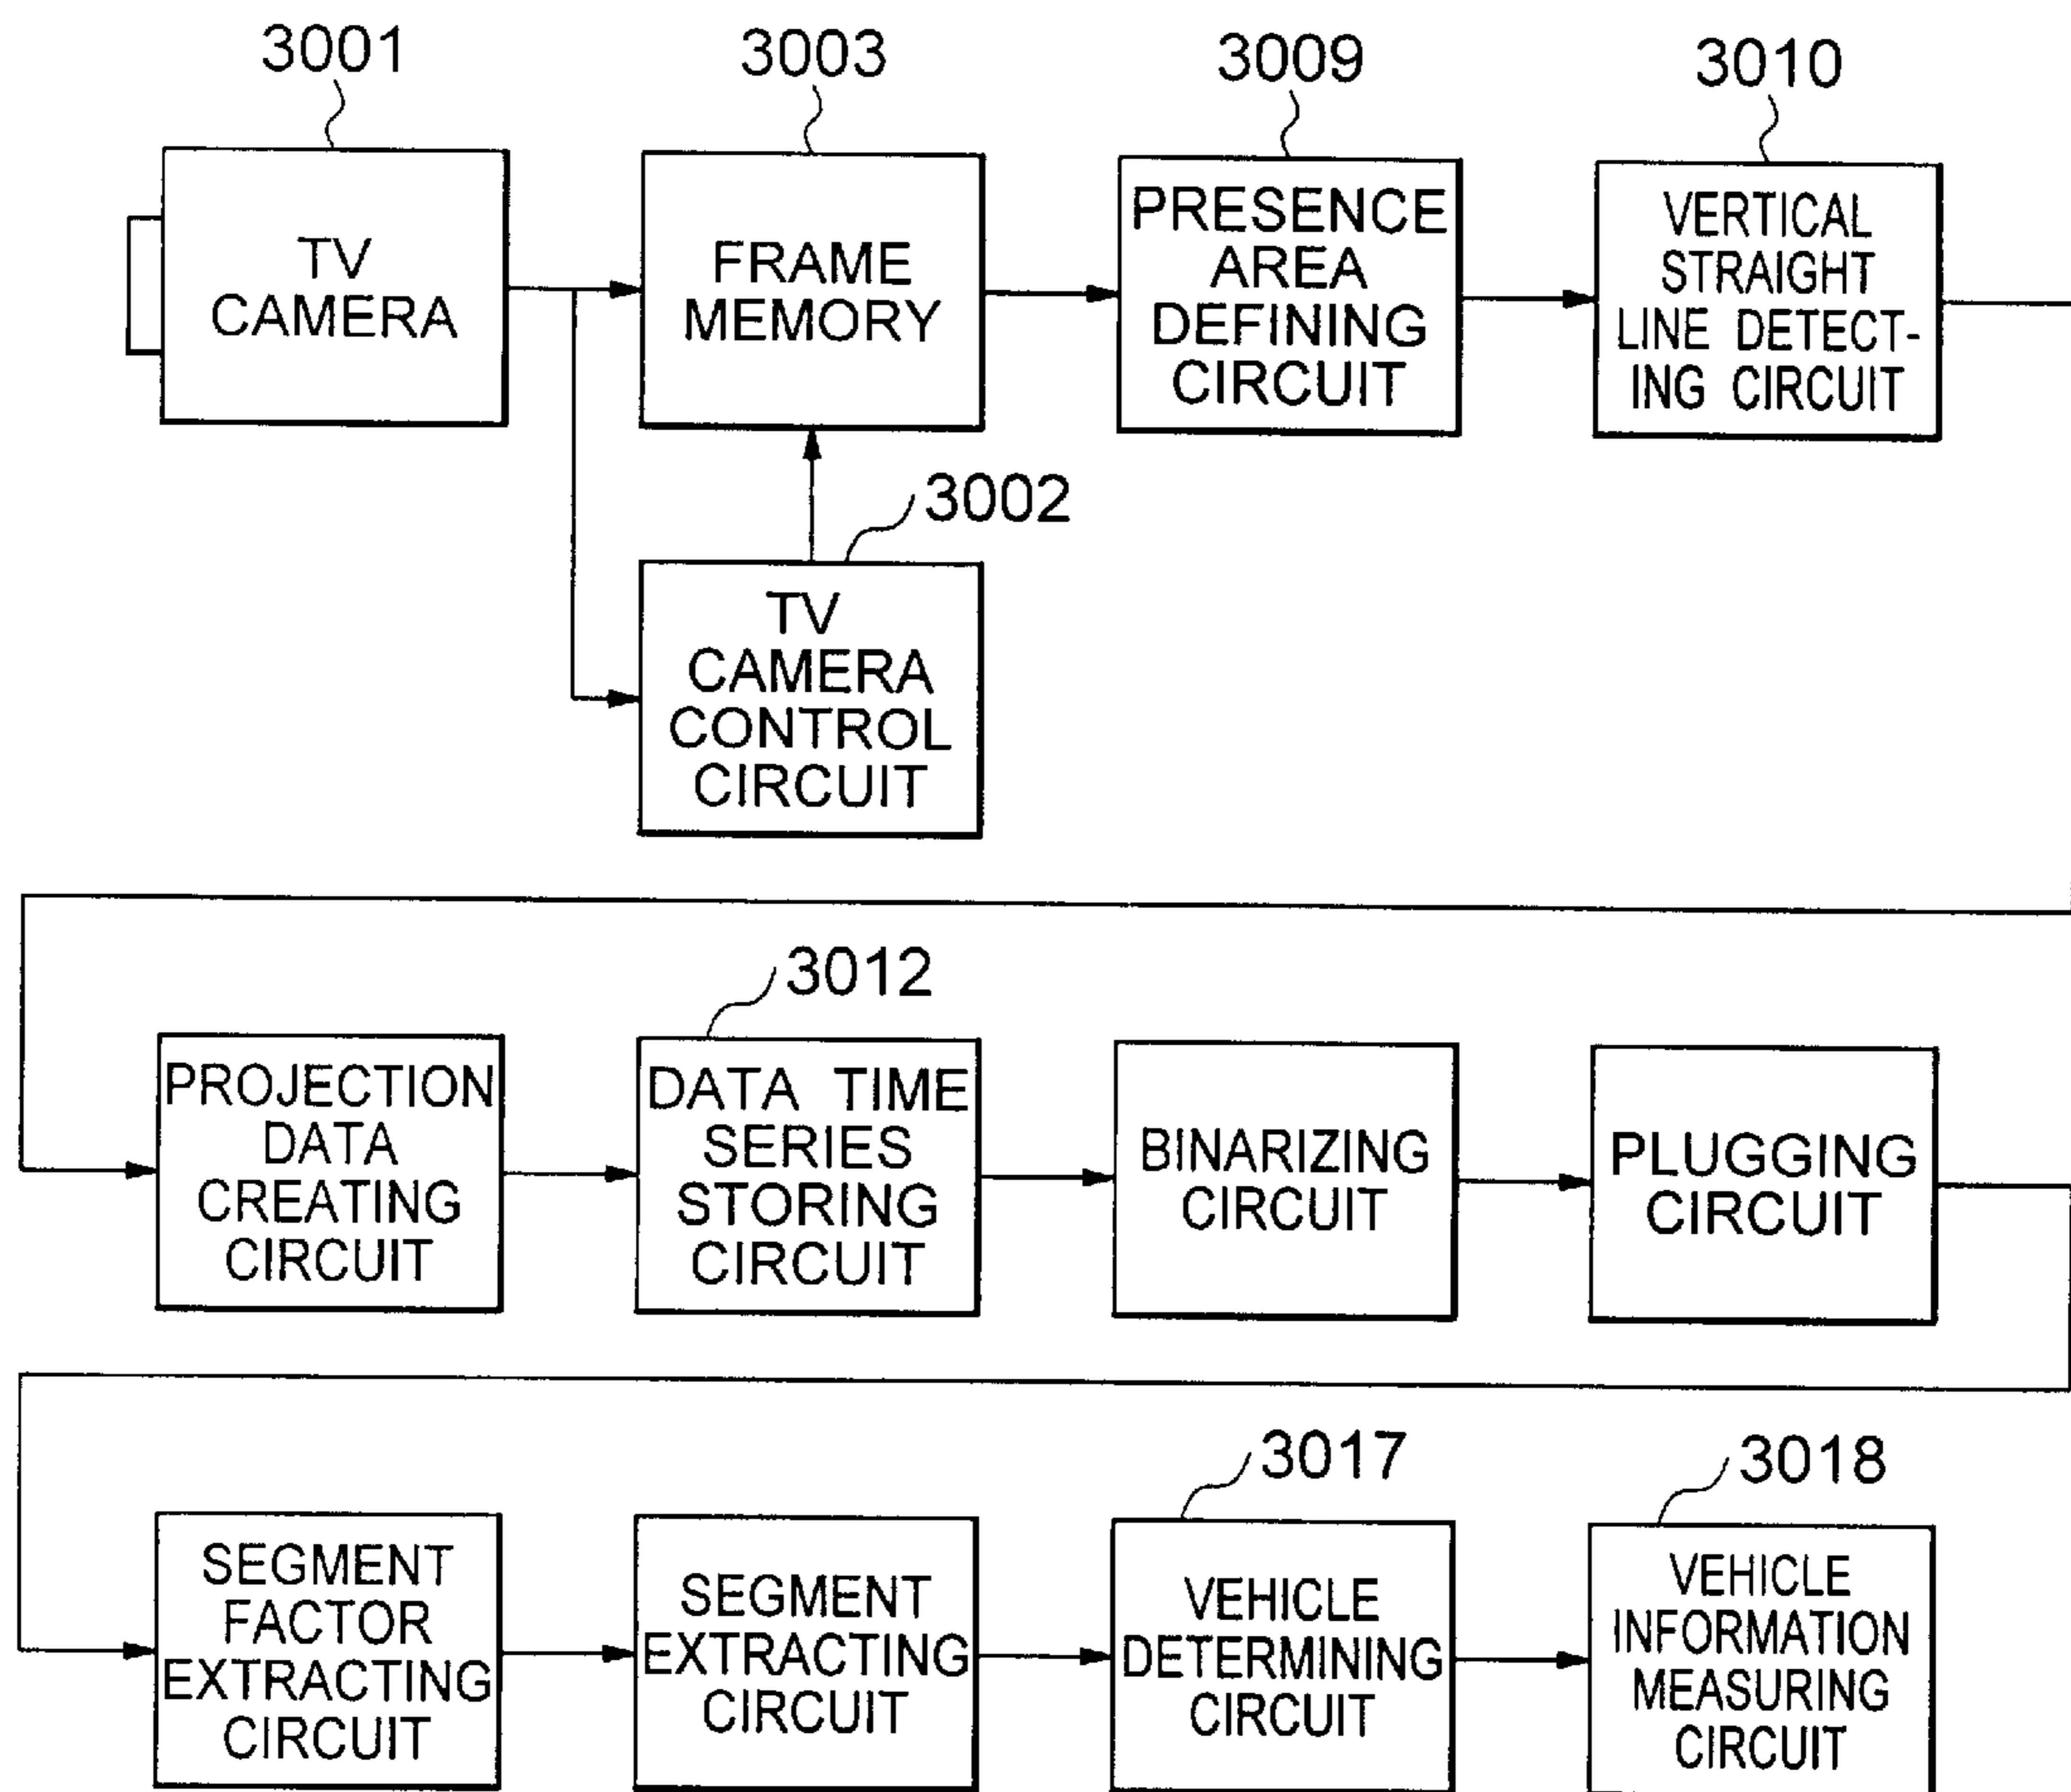 3001
3003
3009
3010
TV
CAMERA
FRAME
MEMORY
PRESENCE
AREA
DEFINING
CIRCUIT
VERTICAL
STRAIGHT
LINE DETECT-
ING CIRCUIT
3002
TV
CAMERA
CONTROL
CIRCUIT
3012
PROJECTION
DATA
CREATING
CIRCUIT
DATA TIME
SERIES
STORING
CIRCUIT
BINARIZING
CIRCUIT
PLUGGING
CIRCUIT
3017
3018
SEGMENT
FACTOR
EXTRACTING
CIRCUIT
SEGMENT
EXTRACTING
CIRCUIT
VEHICLE
DETERMINING
CIRCUIT
VEHICLE
INFORMATION
MEASURING
CIRCUIT